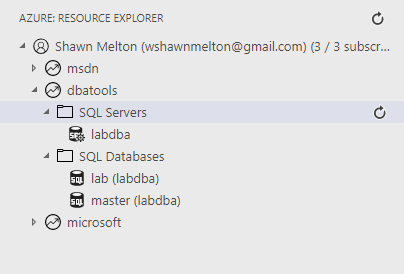 AZURE: RESOURCE EXPLORER
Shawn Melton (wshawnmelton@gmail.com) (3 / 3 subscr...
msdn
dbatools
SQL Servers
labdba
SQL Databases
lab (labdba)
master (labdba)
microsoft